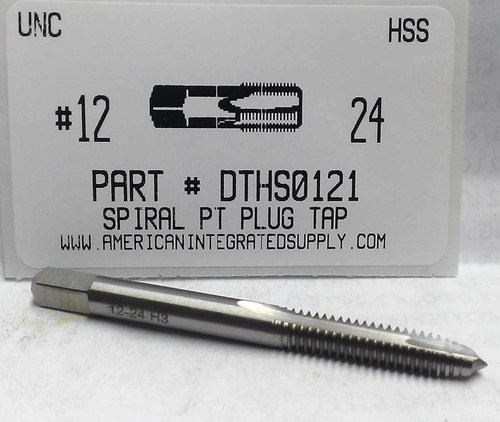 UNC HSS
#12 24
PART # DTHS0121
SPIRAL PT PLUG TAP
WWW.AMERICANINTEGRATEDSUPPLY.COM
12-24 H3